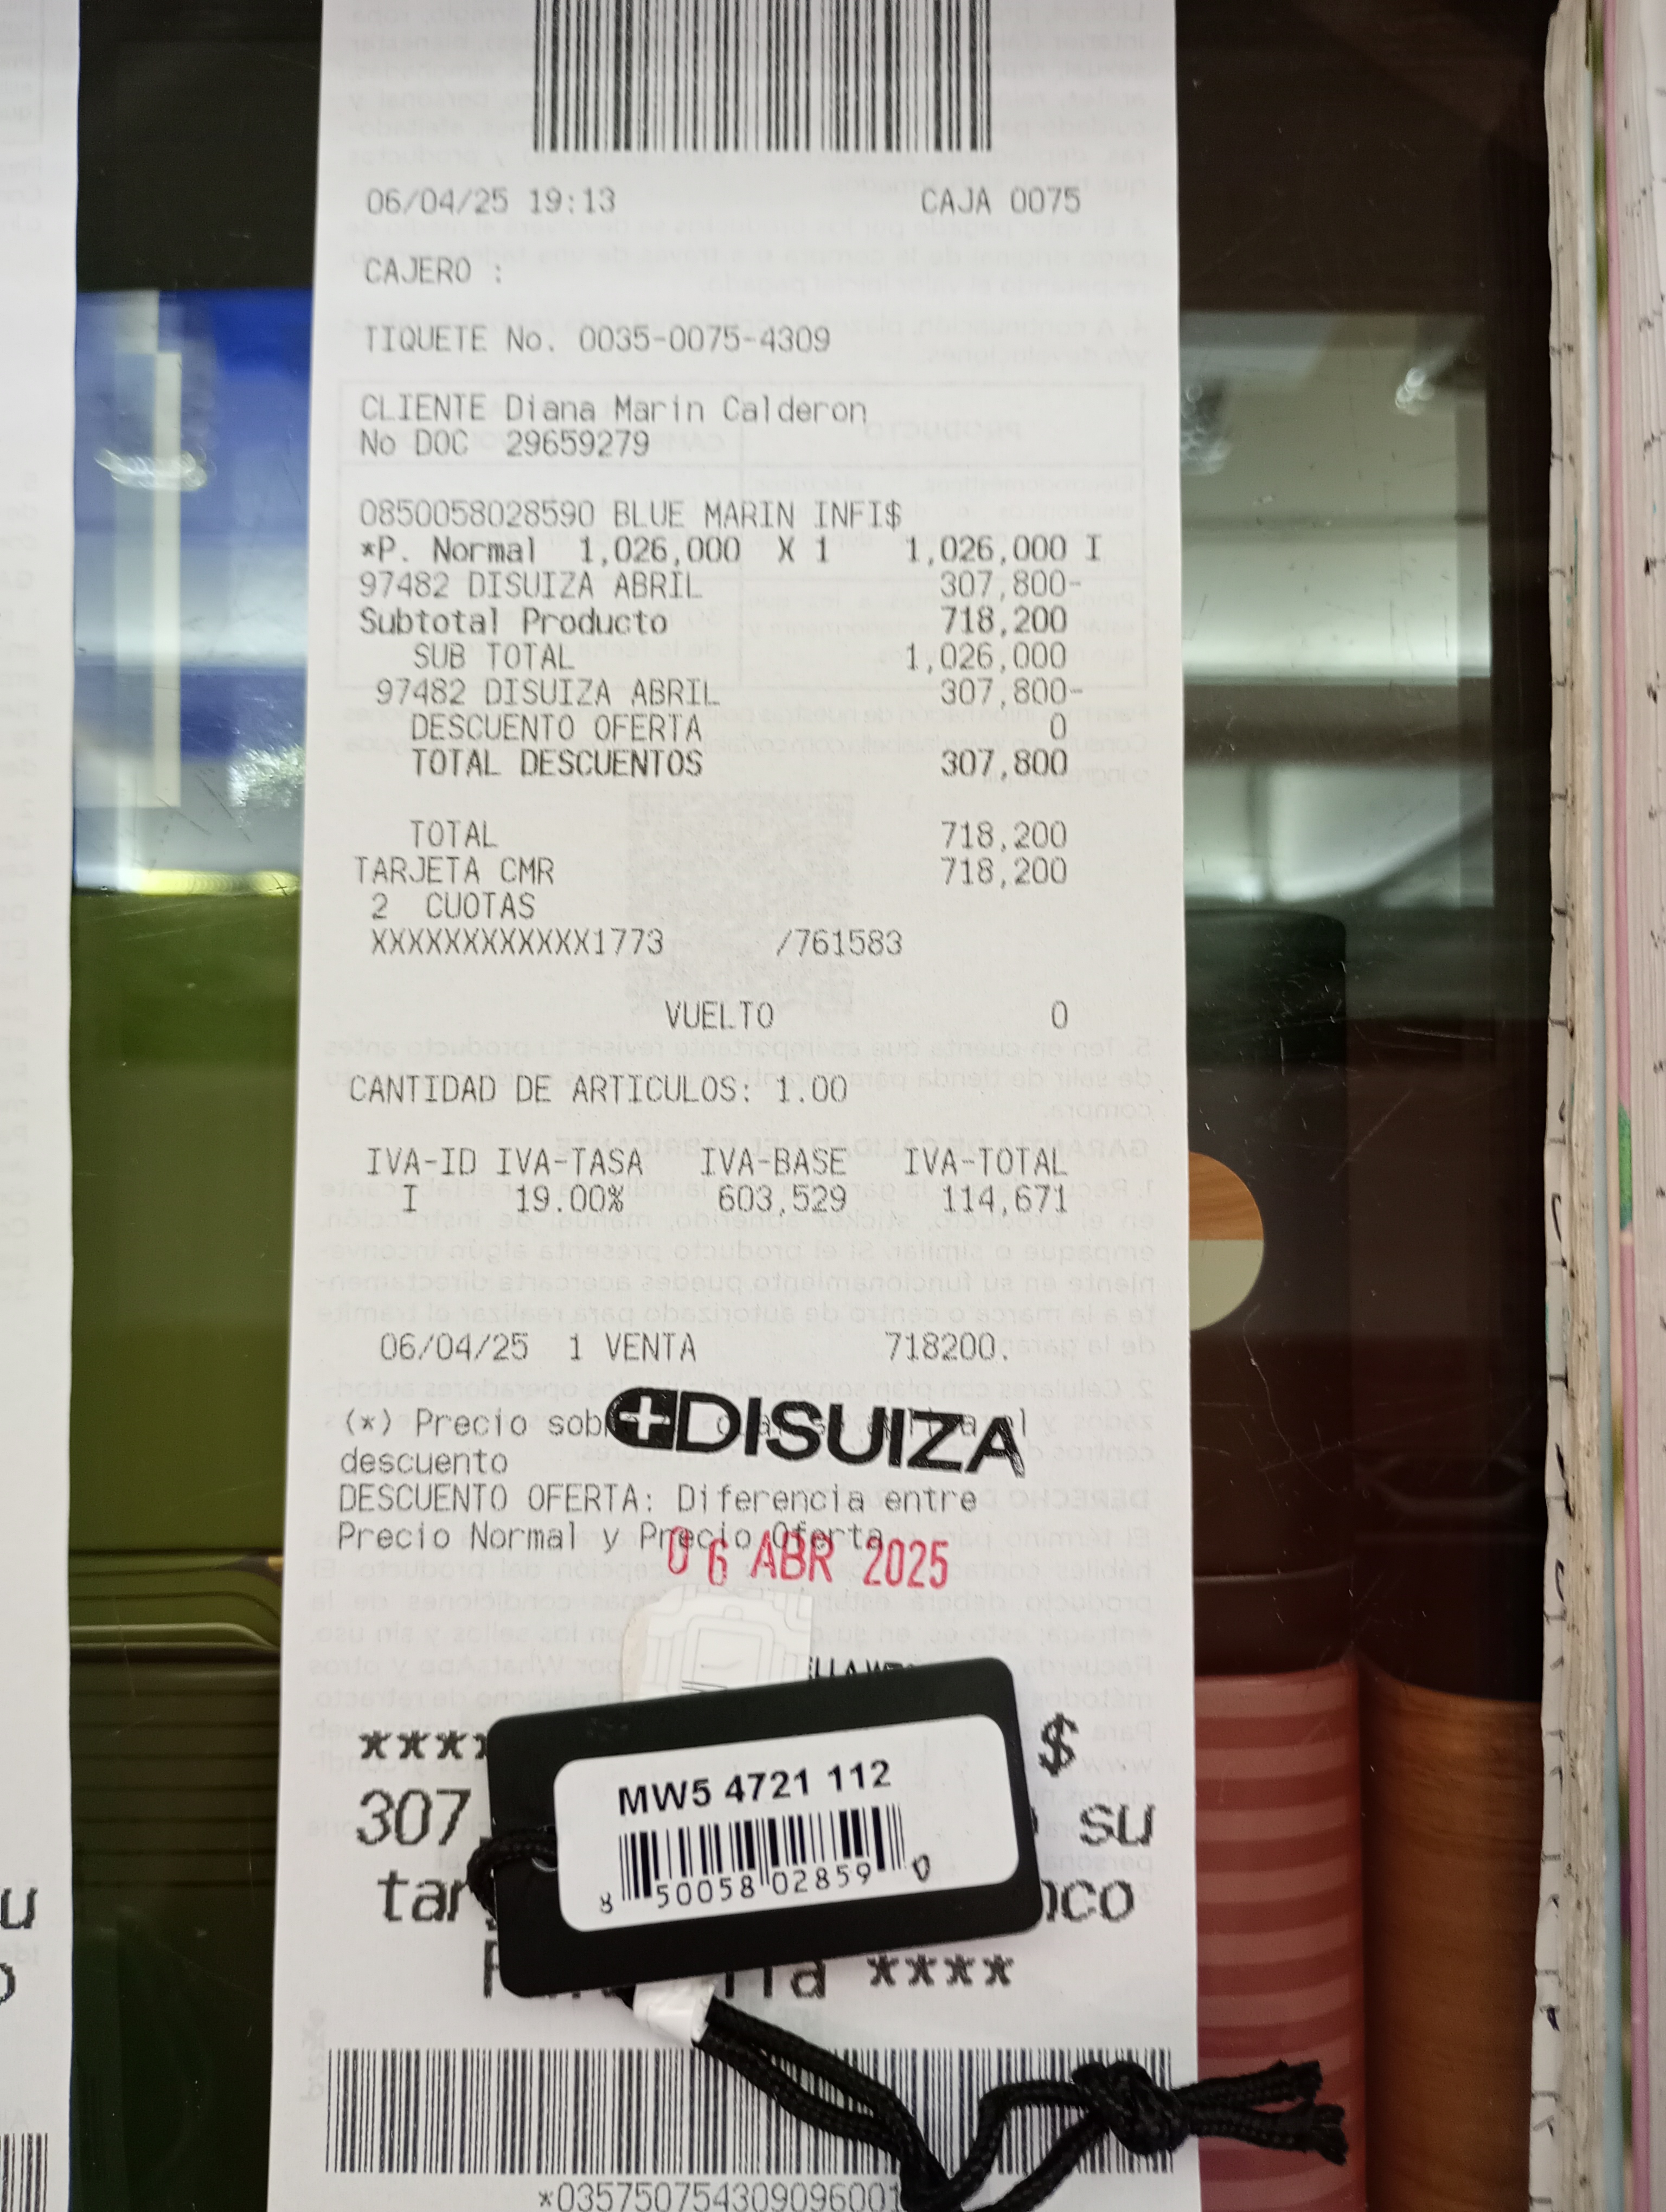 06/04/25 19:13 CAJA 0075
CAJERO :
TIQUETE No. 0035-0075-4309
CLIENTE Diana Marin Calderon
No DOC 29659279
0850058028590 BLUE MARIN INFI$
*P. Normal 1,026,000 X 1 1,026,000 I
97482 DISUIZA ABRIL 307,800-
Subtotal Producto 718,200
SUB TOTAL 1,026,000
97482 DISUIZA ABRIL 307,800-
DESCUENTO OFERTA 0
TOTAL DESCUENTOS 307,800
TOTAL 718,200
TARJETA CMR 718,200
2 CUOTAS
XXXXXXXXXXXX1773 /761583
VUELTO 0
CANTIDAD DE ARTICULOS: 1.00
IVA-ID IVA-TASA IVA-BASE IVA-TOTAL
I 19.00% 603,529 114,671
06/04/25 1 VENTA 718200.
(*) Precio
DISUIZA
descuento
DESCUENTO OFERTA: Diferencia entre
Precio Normal y Precio Oferta
06 ABR 2025
**** $
307, su
MW5 4721 112
8 50058 02859 0
****
*035750754309096001